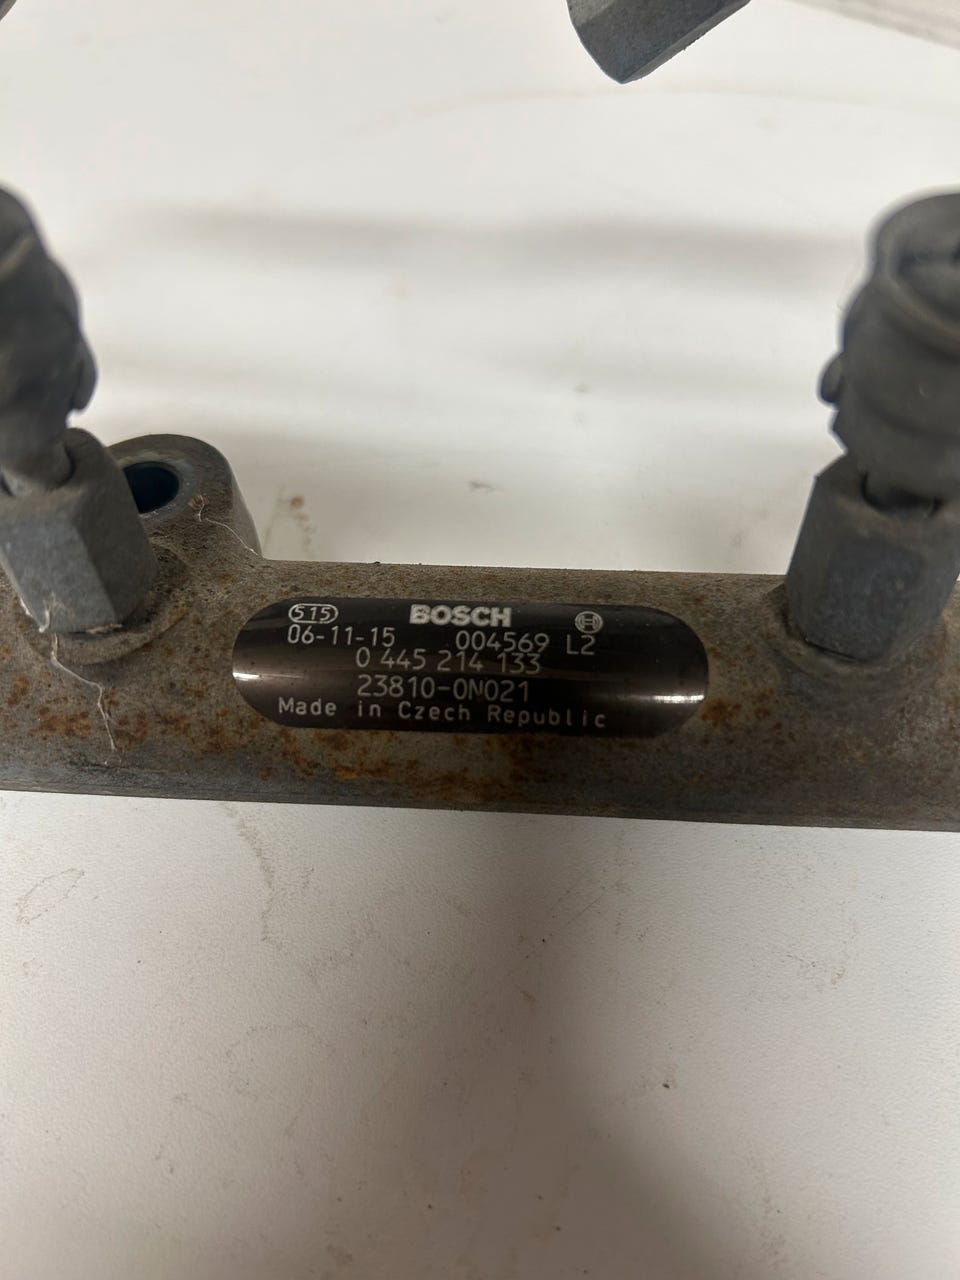 515 BOSCH
06-11-15 004569 L2
0 445 214 133
23810-0N021
Made in Czech Republic